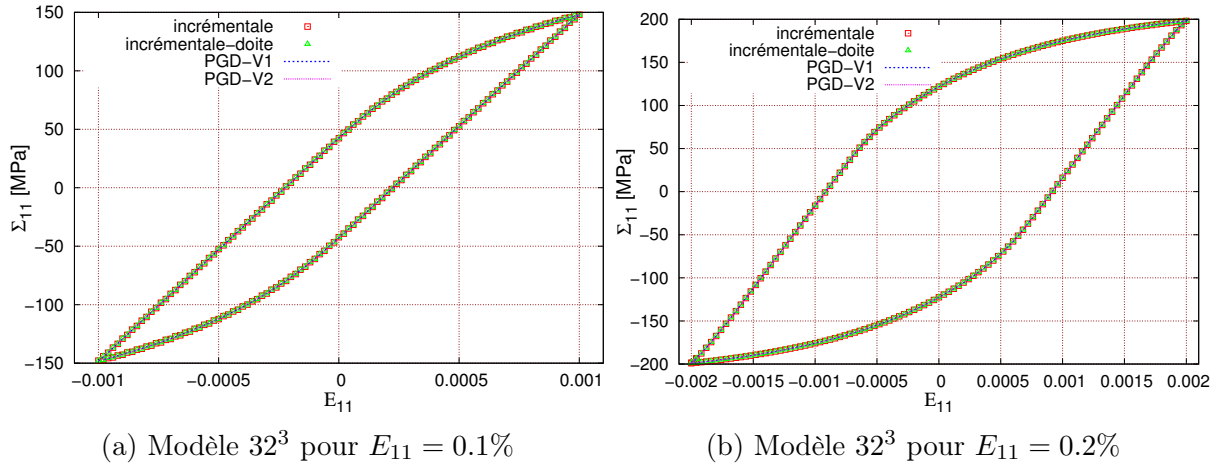 incrémentale
incrémentale-doite
PGD-V1
PGD-V2
150
100
50
0
−50
−100
−150
Σ11 [MPa]
−0.001 −0.0005 0 0.0005 0.001
E11
(a) Modèle 32³ pour E11 = 0.1%
incrémentale
incrémentale-doite
PGD-V1
PGD-V2
200
150
100
50
0
−50
−100
−150
−200
Σ11 [MPa]
−0.002 −0.0015 −0.001 −0.0005 0 0.0005 0.001 0.0015 0.002
E11
(b) Modèle 32³ pour E11 = 0.2%